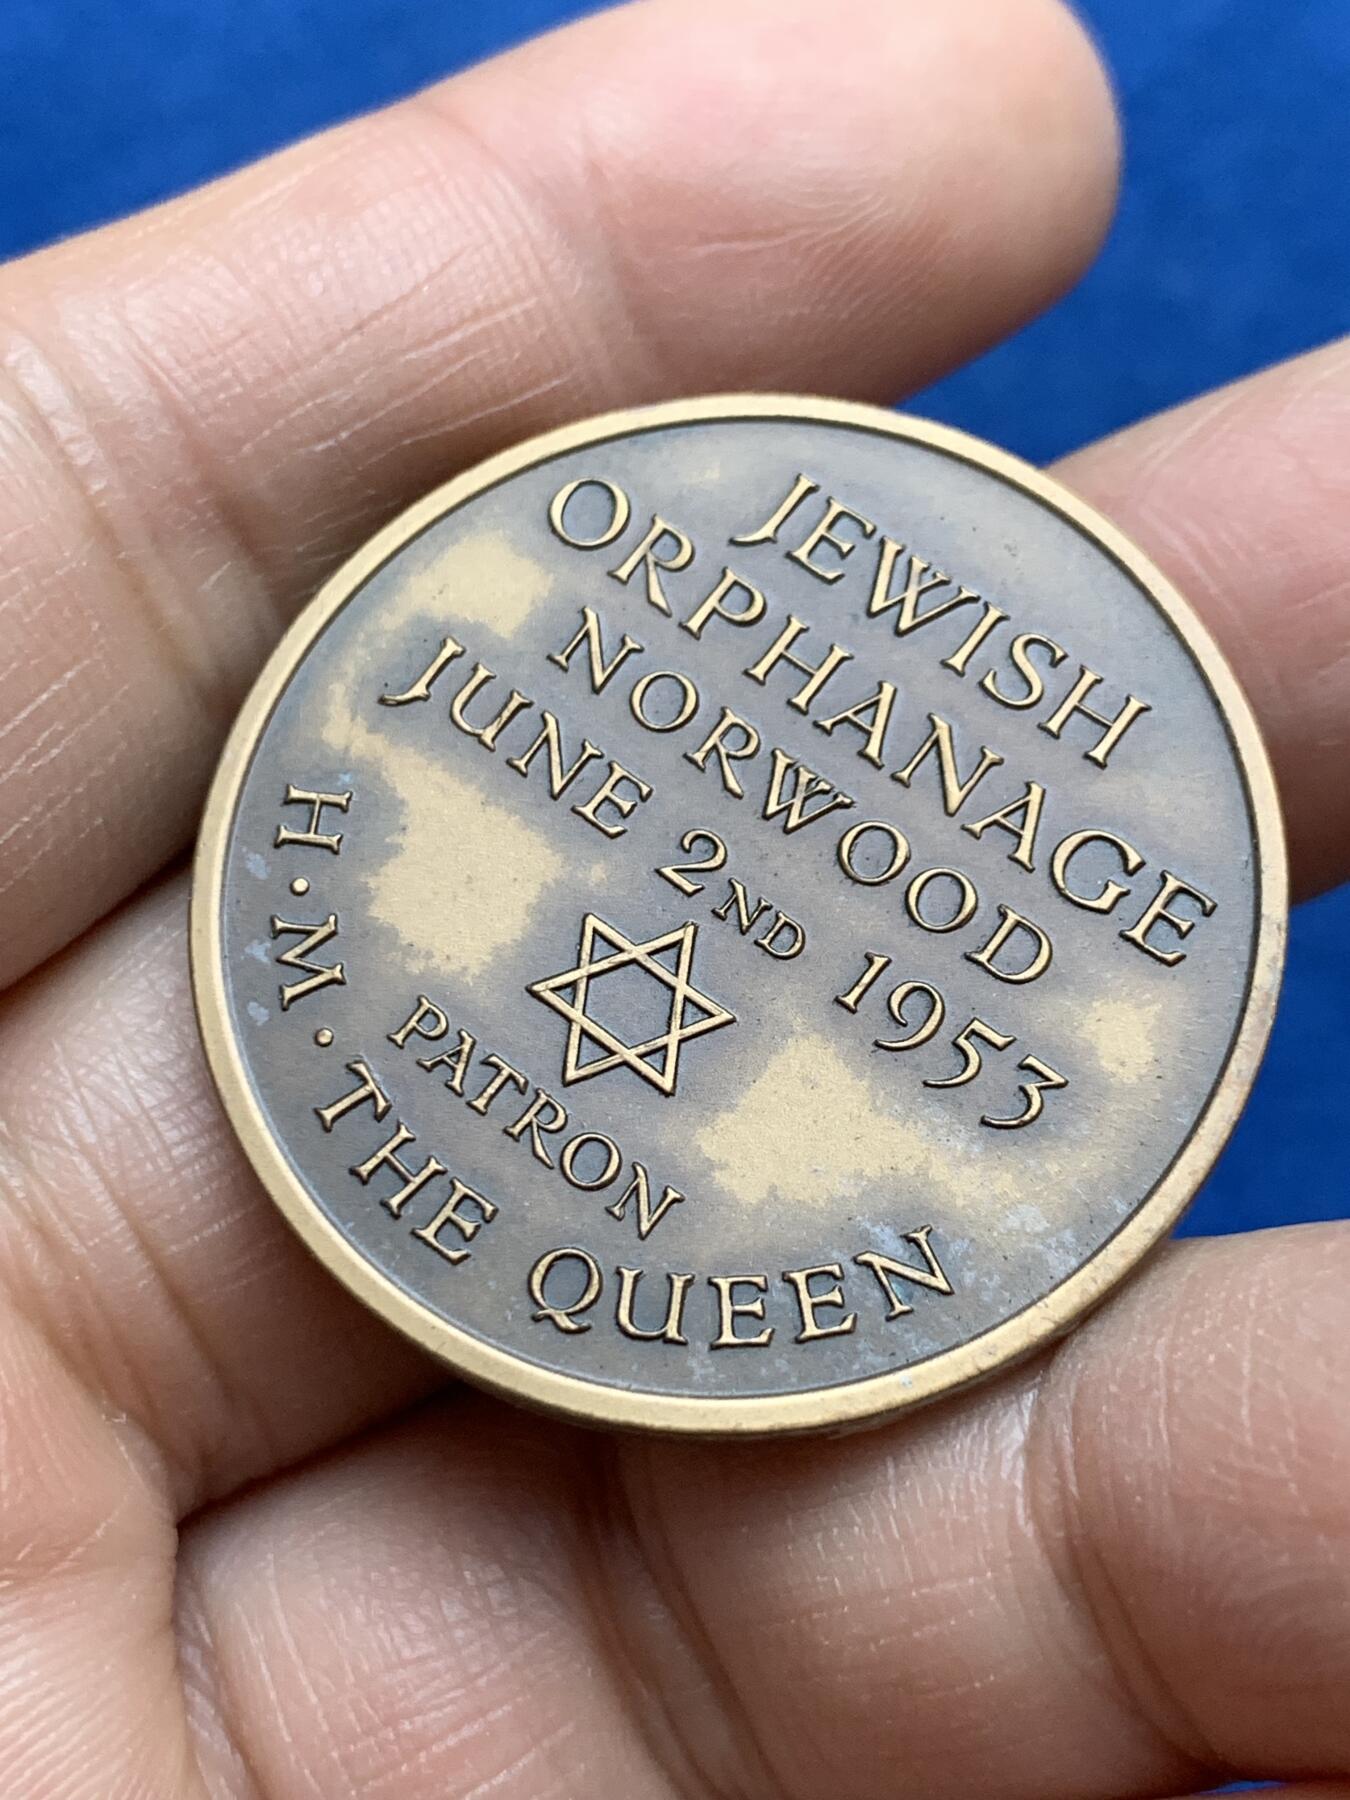 JEWISH
ORPHANAGE
NORWOOD
JUNE 2ND 1953
PATRON
H·M·THE QUEEN